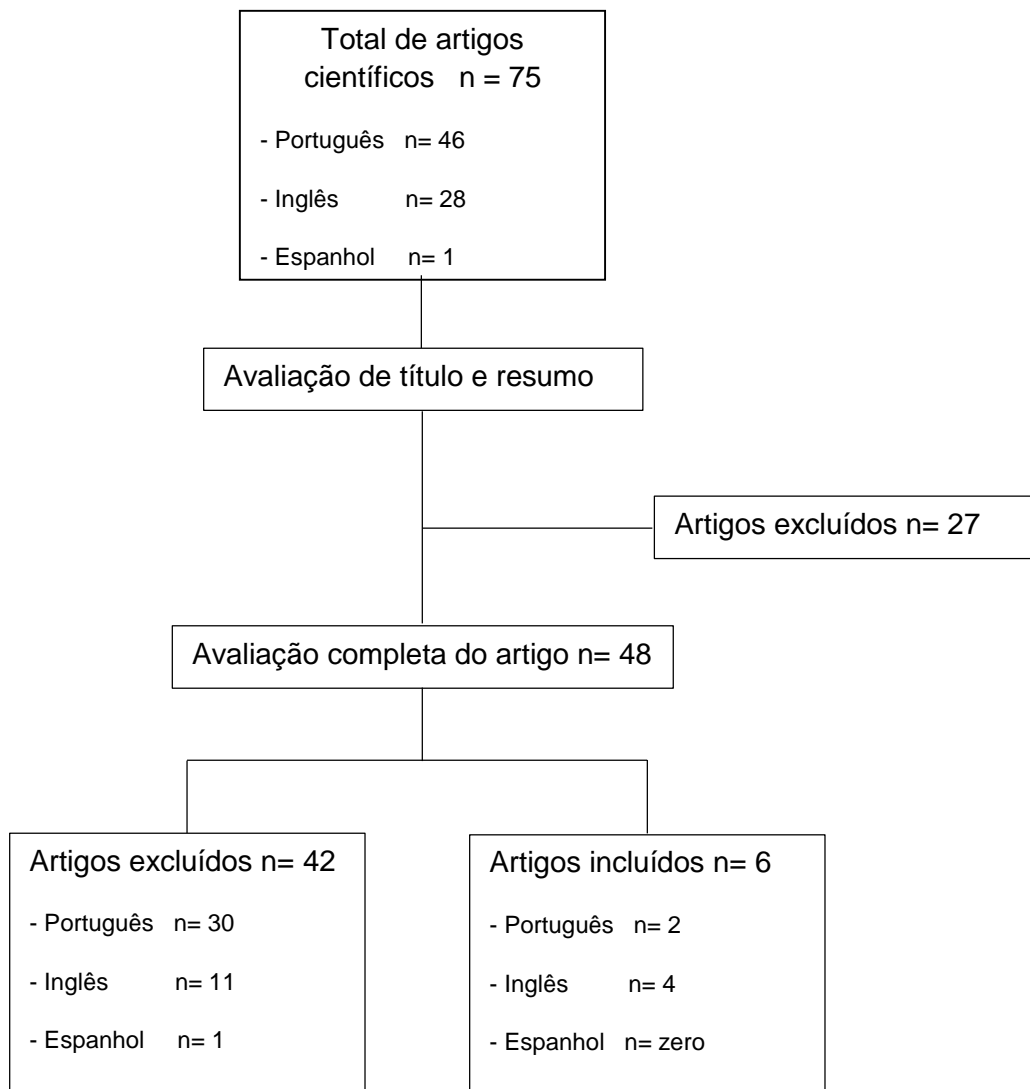 Total de artigos
científicos n = 75
- Português n= 46
- Inglês n= 28
- Espanhol n= 1
Avaliação de título e resumo
Artigos excluídos n= 27
Avaliação completa do artigo n= 48
Artigos excluídos n= 42
- Português n= 30
- Inglês n= 11
- Espanhol n= 1
Artigos incluídos n= 6
- Português n= 2
- Inglês n= 4
- Espanhol n= zero